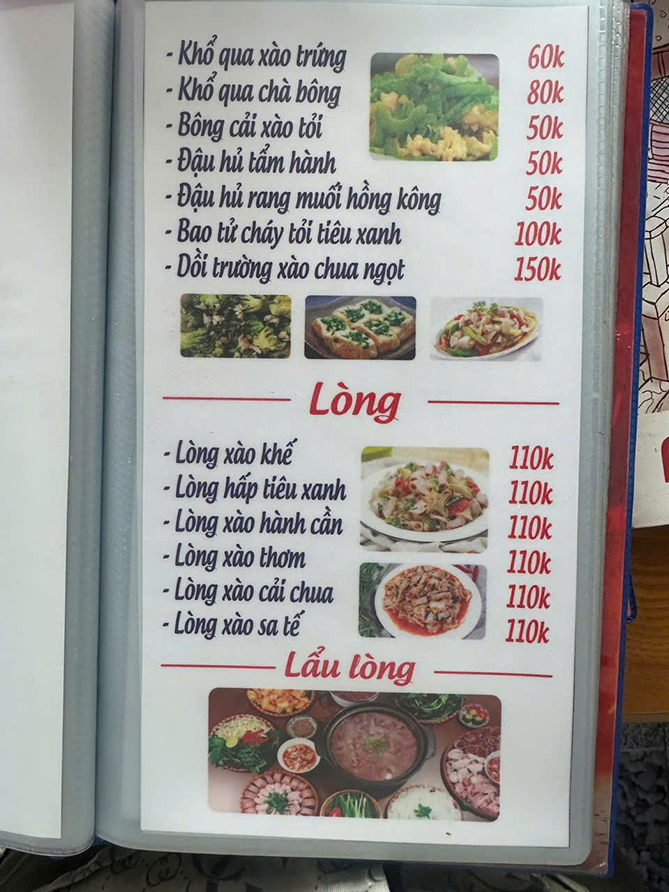 - Khổ qua xào trứng 60k
- Khổ qua chà bông 80k
- Bông cải xào tỏi 50k
- Đậu hủ tẩm hành 50k
- Đậu hủ rang muối hồng kông 50k
- Bao tử cháy tỏi tiêu xanh 100k
- Dồi trường xào chua ngọt 150k
Lòng
- Lòng xào khế 110k
- Lòng hấp tiêu xanh 110k
- Lòng xào hành cần 110k
- Lòng xào thơm 110k
- Lòng xào cải chua 110k
- Lòng xào sa tế 110k
Lẩu lòng